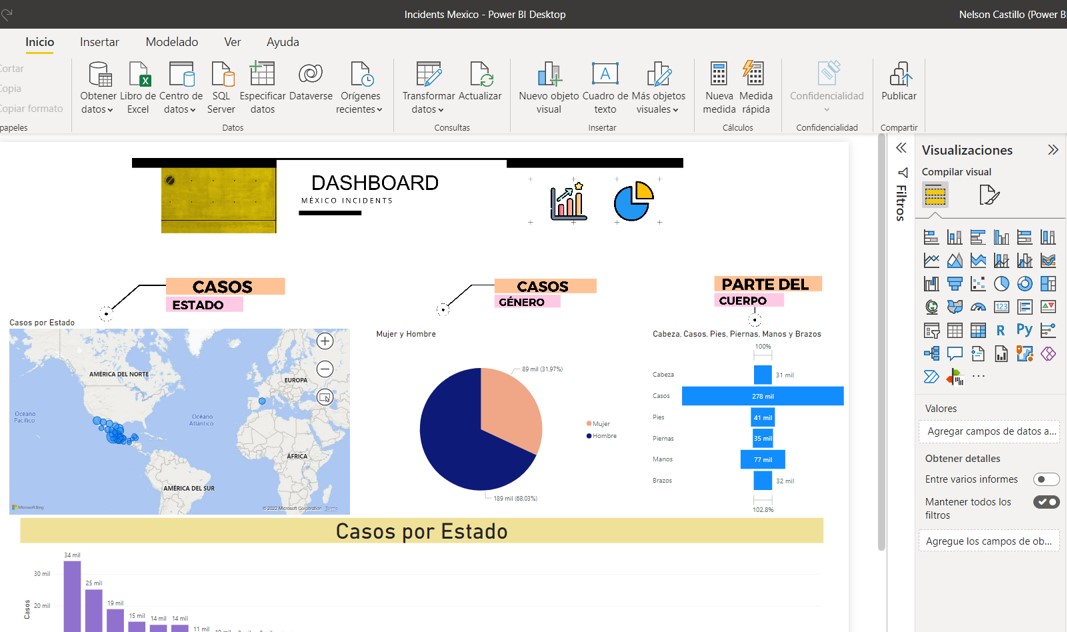 Incidents Mexico - Power BI Desktop
Nelson Castillo (Power B
Inicio
Insertar
Modelado
Ver
Ayuda
Cortar
Copia
Copiar formato
papeles
Obtener datos
Libro de Excel
Centro de datos
SQL Server
Especificar datos
Dataverse
Orígenes recientes
Datos
Transformar datos
Actualizar
Consultas
Nuevo objeto visual
Cuadro de texto
Más objetos visuales
Insertar
Nueva medida
Medida rápida
Cálculos
Confidencialidad
Confidencialidad
Publicar
Compartir
DASHBOARD
MÉXICO INCIDENTS
CASOS
ESTADO
CASOS
GÉNERO
PARTE DEL
CUERPO
Casos por Estado
AMÉRICA DEL NORTE
EUROPA
Océano Pacífico
Océano Atlántico
ÁFRICA
AMÉRICA DEL SUR
Microsoft Bing
© 2022 Microsoft Corporation Terms
Mujer y Hombre
89 mil (31,97%)
Mujer
Hombre
189 mil (68,03%)
Cabeza, Casos, Pies, Piernas, Manos y Brazos
100%
Cabeza
31 mil
Casos
278 mil
Pies
41 mil
Piernas
35 mil
Manos
77 mil
Brazos
32 mil
102,8%
Casos por Estado
Casos
30 mil
20 mil
34 mil
25 mil
19 mil
15 mil
14 mil
14 mil
11 mil
Filtros
Visualizaciones
Compilar visual
123
R
Py
...
Valores
Agregar campos de datos a...
Obtener detalles
Entre varios informes
Mantener todos los
filtros
Agregue los campos de ob...